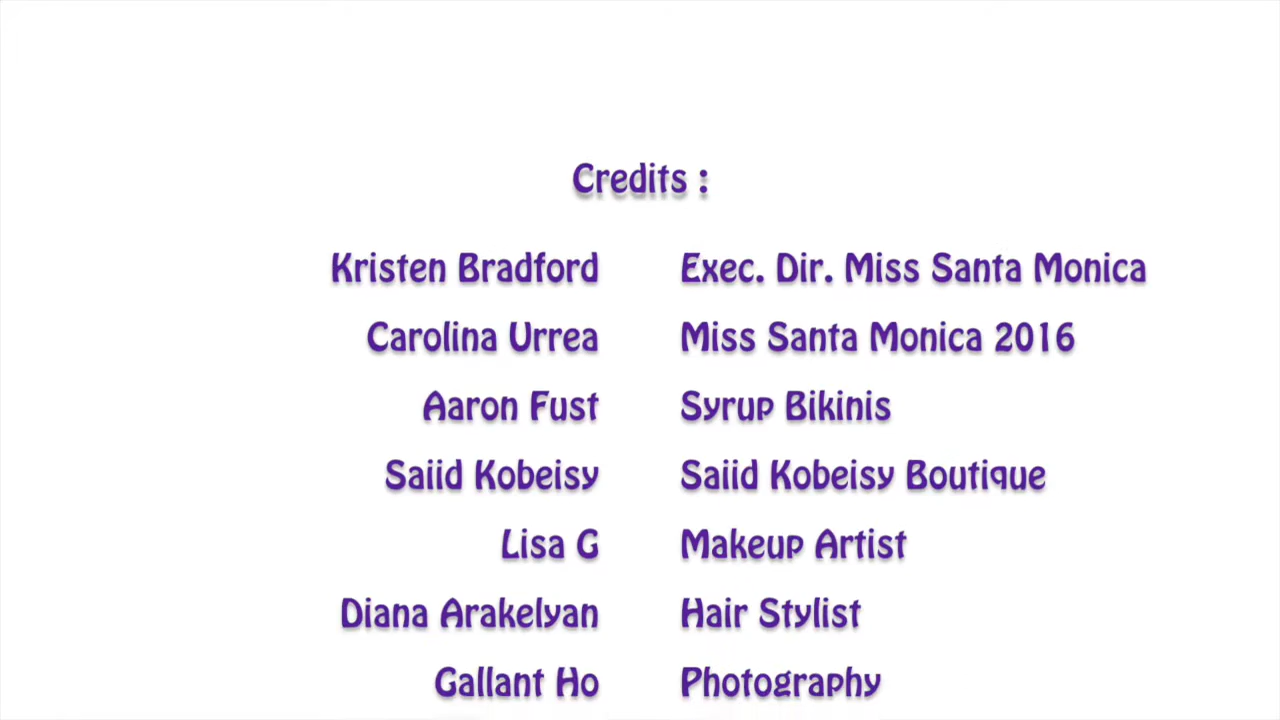 Credits :
Kristen Bradford Exec. Dir. Miss Santa Monica
Carolina Urrea Miss Santa Monica 2016
Aaron Fust Syrup Bikinis
Saiid Kobeisy Saiid Kobeisy Boutique
Lisa G Makeup Artist
Diana Arakelyan Hair Stylist
Gallant Ho Photography